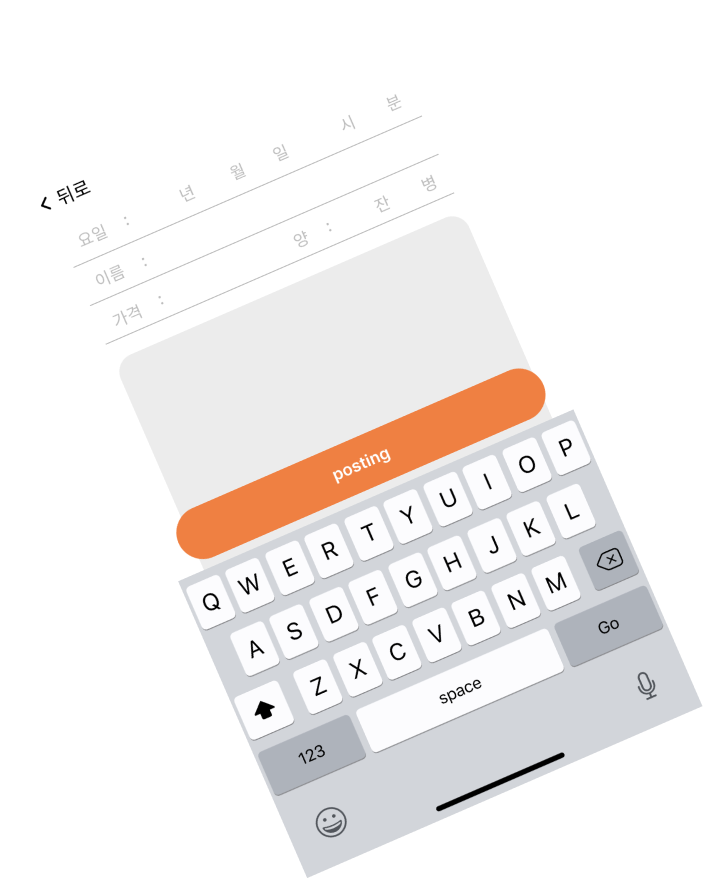 뒤로
요일 : 년 월 일 시 분
이름 :
가격 : 양 : 잔 병
posting
Q W E R T Y U I O P
A S D F G H J K L
Z X C V B N M
123 space Go